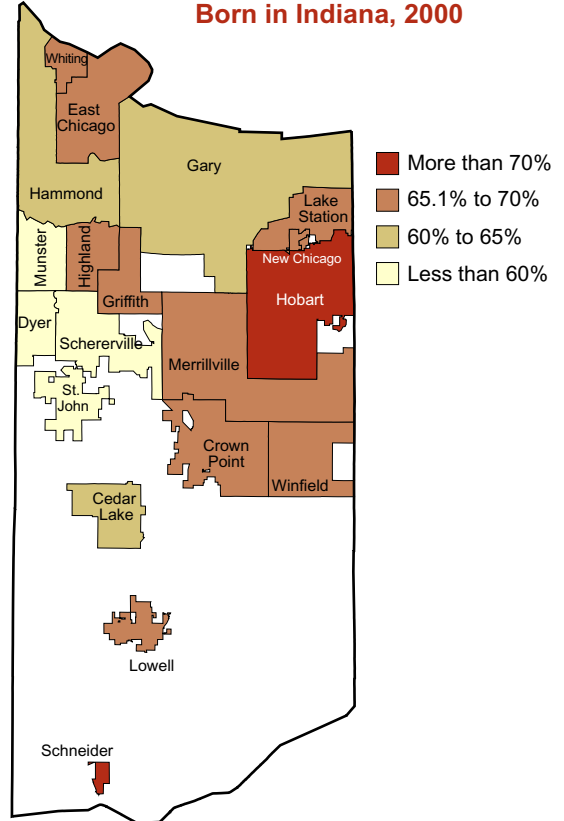 Born in Indiana, 2000
Whiting
East
Chicago
Gary
Hammond
Lake
Station
Munster
Highland
New Chicago
Griffith
Hobart
Dyer
Schererville
Merrillville
St.
John
Crown
Point
Winfield
Cedar
Lake
Lowell
Schneider
More than 70%
65.1% to 70%
60% to 65%
Less than 60%